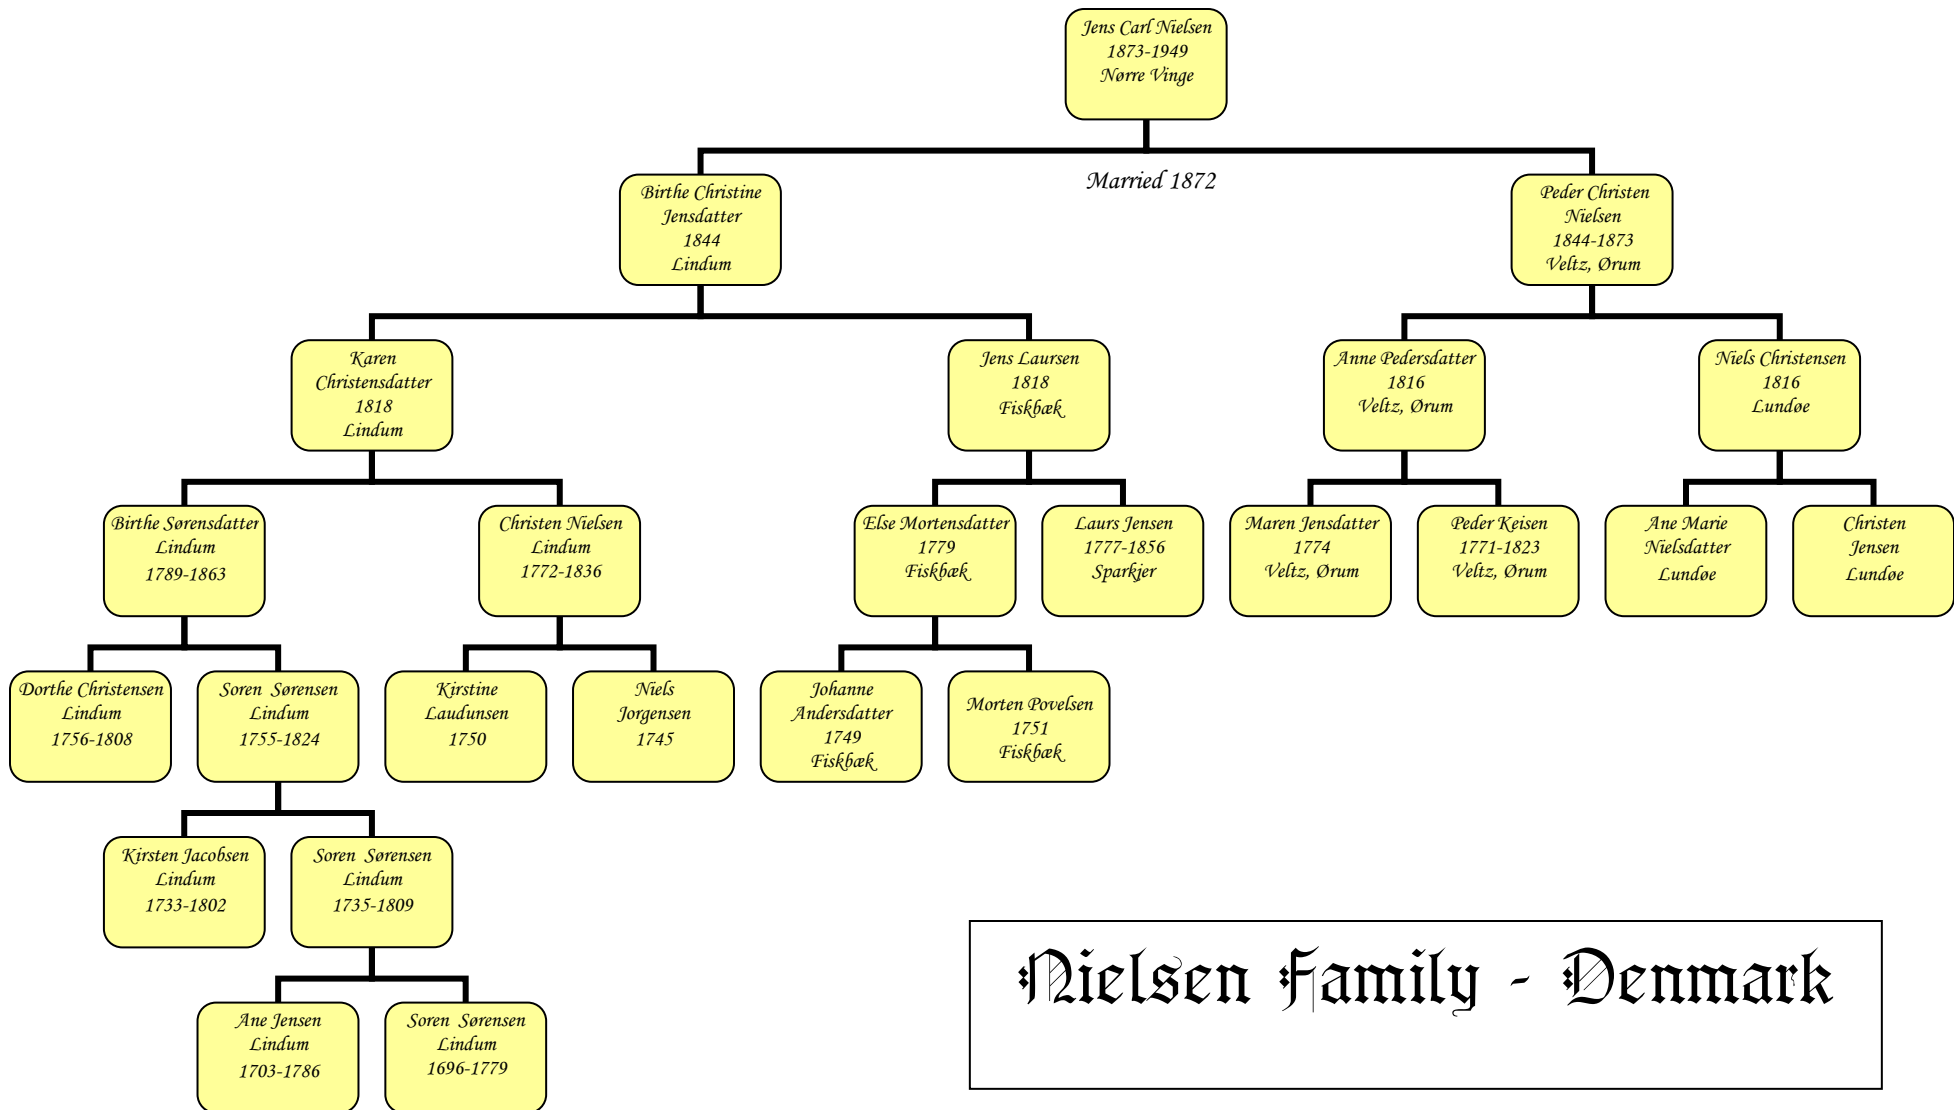 Jens Carl Nielsen
1873-1949
Nørre Vinge
Married 1872
Birthe Christine
Jensdatter
1844
Lindum
Peder Christen
Nielsen
1844-1873
Veltz, Ørum
Karen
Christensdatter
1818
Lindum
Jens Laursen
1818
Fiskbæk
Anne Pedersdatter
1816
Veltz, Ørum
Niels Christensen
1816
Lundøe
Birthe Sørensdatter
Lindum
1789-1863
Christen Nielsen
Lindum
1772-1836
Else Mortensdatter
1779
Fiskbæk
Laurs Jensen
1777-1856
Sparkjer
Maren Jensdatter
1774
Veltz, Ørum
Peder Keisen
1771-1823
Veltz, Ørum
Ane Marie
Nielsdatter
Lundøe
Christen
Jensen
Lundøe
Dorthe Christensen
Lindum
1756-1808
Soren Sørensen
Lindum
1755-1824
Kirstine
Laudunsen
1750
Niels
Jorgensen
1745
Johanne
Andersdatter
1749
Fiskbæk
Morten Povelsen
1751
Fiskbæk
Kirsten Jacobsen
Lindum
1733-1802
Soren Sørensen
Lindum
1735-1809
Ane Jensen
Lindum
1703-1786
Soren Sørensen
Lindum
1696-1779
Nielsen Family - Denmark